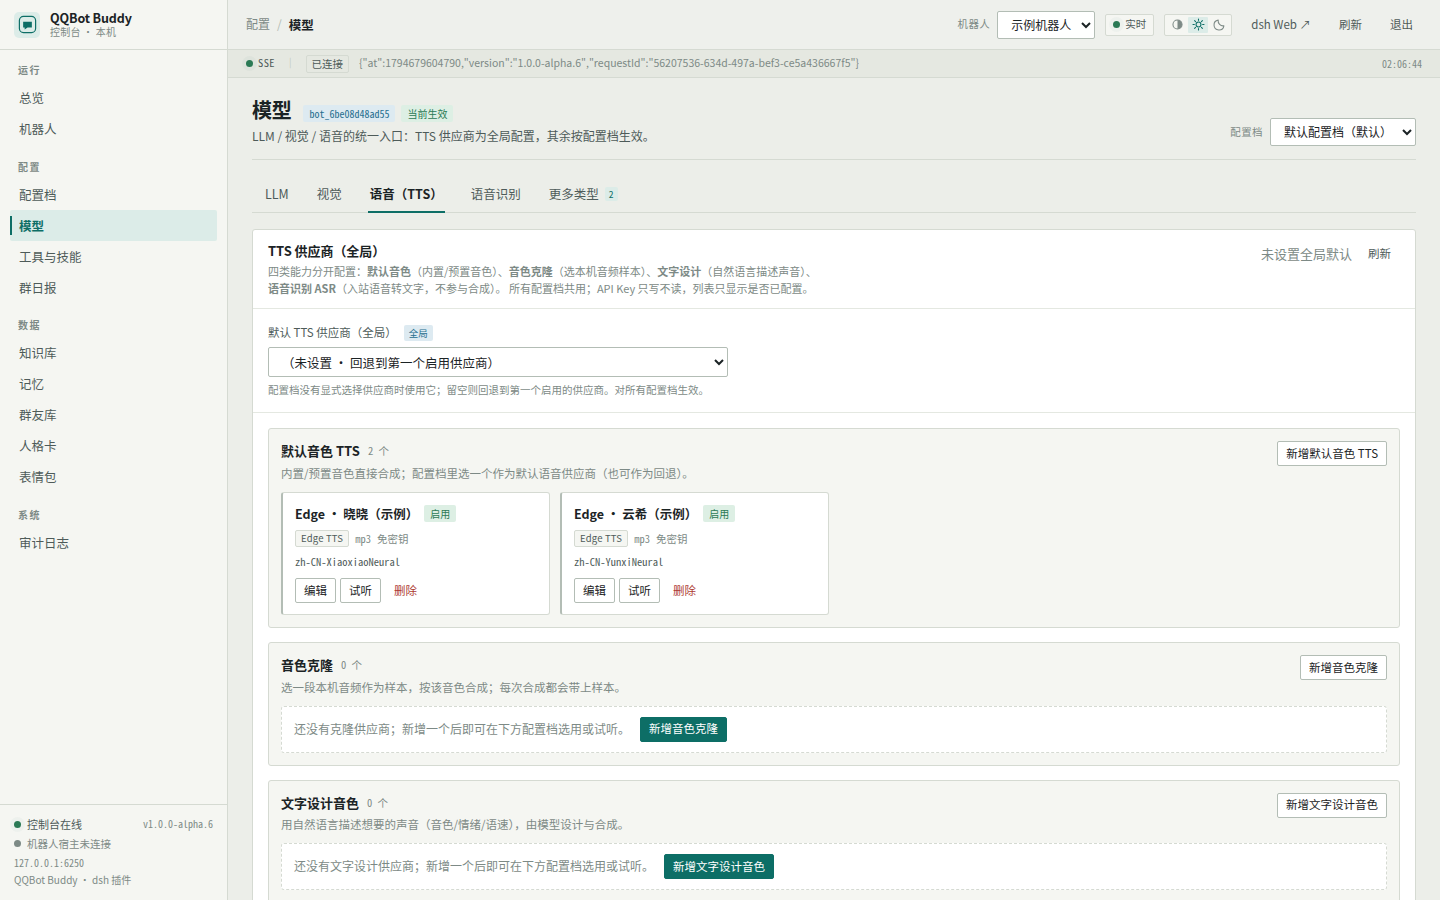 QQBot Buddy
控制台 · 本机
运行
总览
机器人
配置
配置档
模型
工具与技能
群日报
数据
知识库
记忆
群友库
人格卡
表情包
系统
审计日志
控制台在线 v1.0.0-alpha.6
机器人宿主未连接
127.0.0.1:6250
QQBot Buddy · dsh 插件
配置 / 模型 机器人 示例机器人 实时 dsh Web ↗ 刷新 退出
SSE 已连接 {"at":1794679604790,"version":"1.0.0-alpha.6","requestId":"56207536-634d-497a-bef3-ce5a436667f5"} 02:06:44
模型 bot_6be08d48ad55 当前生效
LLM / 视觉 / 语音的统一入口：TTS 供应商为全局配置，其余按配置档生效。
配置档 默认配置档（默认）
LLM 视觉 语音（TTS） 语音识别 更多类型 2
TTS 供应商（全局） 未设置全局默认 刷新
四类能力分开配置：默认音色（内置/预置音色）、音色克隆（选本机音频样本）、文字设计（自然语言描述声音）、
语音识别 ASR（入站语音转文字，不参与合成）。 所有配置档共用；API Key 只写不读，列表只显示是否已配置。
默认 TTS 供应商（全局） 全局
（未设置 · 回退到第一个启用供应商）
配置档没有显式选择供应商时使用它；留空则回退到第一个启用的供应商。对所有配置档生效。
默认音色 TTS 2 个 新增默认音色 TTS
内置/预置音色直接合成；配置档里选一个作为默认语音供应商（也可作为回退）。
Edge · 晓晓（示例） 启用
Edge TTS mp3 免密钥
zh-CN-XiaoxiaoNeural
编辑 试听 删除
Edge · 云希（示例） 启用
Edge TTS mp3 免密钥
zh-CN-YunxiNeural
编辑 试听 删除
音色克隆 0 个 新增音色克隆
选一段本机音频作为样本，按该音色合成；每次合成都会带上样本。
还没有克隆供应商；新增一个后即可在下方配置档选用或试听。 新增音色克隆
文字设计音色 0 个 新增文字设计音色
用自然语言描述想要的声音（音色/情绪/语速），由模型设计与合成。
还没有文字设计供应商；新增一个后即可在下方配置档选用或试听。 新增文字设计音色